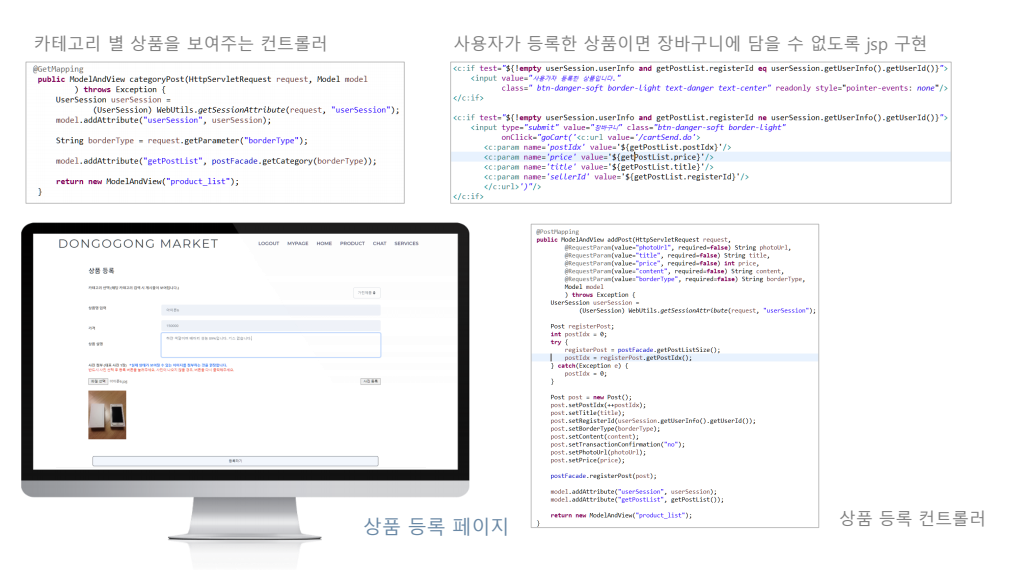 카테고리 별 상품을 보여주는 컨트롤러
@GetMapping
public ModelAndView categoryPost(HttpServletRequest request, Model model
) throws Exception {
UserSession userSession =
(UserSession) WebUtils.getSessionAttribute(request, "userSession");
model.addAttribute("userSession", userSession);
String borderType = request.getParameter("borderType");
model.addAttribute("getPostList", postFacade.getCategory(borderType));
return new ModelAndView("product_list");
}
사용자가 등록한 상품이면 장바구니에 담을 수 없도록 jsp 구현
<c:if test="${!empty userSession.userInfo and getPostList.registerId eq userSession.getUserInfo().getUserId()}">
<input value="사용자가 등록한 상품입니다."
class=" btn-danger-soft border-light text-danger text-center" readonly style="pointer-events: none"/>
</c:if>
<c:if test="${!empty userSession.userInfo and getPostList.registerId ne userSession.getUserInfo().getUserId()}">
<input type="submit" value="장바구니" class="btn-danger-soft border-light"
onClick="goCart('<c:url value='/cartSend.do'>
<c:param name='postIdx' value='${getPostList.postIdx}'/>
<c:param name='price' value='${getPostList.price}'/>
<c:param name='title' value='${getPostList.title}'/>
<c:param name='sellerId' value='${getPostList.registerId}'/>
</c:url>')"/>
</c:if>
DONGOGONG MARKET
LOGOUT MYPAGE HOME PRODUCT CHAT SERVICES
상품 등록
상품명 입력
가격
상품 설명
파일 선택
사진 등록
등록하기
상품 등록 페이지
@PostMapping
public ModelAndView addPost(HttpServletRequest request,
@RequestParam(value="photoUrl", required=false) String photoUrl,
@RequestParam(value="title", required=false) String title,
@RequestParam(value="price", required=false) int price,
@RequestParam(value="content", required=false) String content,
@RequestParam(value="borderType", required=false) String borderType,
Model model
) throws Exception {
UserSession userSession =
(UserSession) WebUtils.getSessionAttribute(request, "userSession");
Post registerPost;
int postIdx = 0;
try {
registerPost = postFacade.getPostListSize();
postIdx = registerPost.getPostIdx();
} catch(Exception e) {
postIdx = 0;
}
Post post = new Post();
post.setPostIdx(++postIdx);
post.setTitle(title);
post.setRegisterId(userSession.getUserInfo().getUserId());
post.setBorderType(borderType);
post.setContent(content);
post.setTransactionConfirmation("no");
post.setPhotoUrl(photoUrl);
post.setPrice(price);
postFacade.registerPost(post);
model.addAttribute("userSession", userSession);
model.addAttribute("getPostList", getPostList());
return new ModelAndView("product_list");
}
상품 등록 컨트롤러